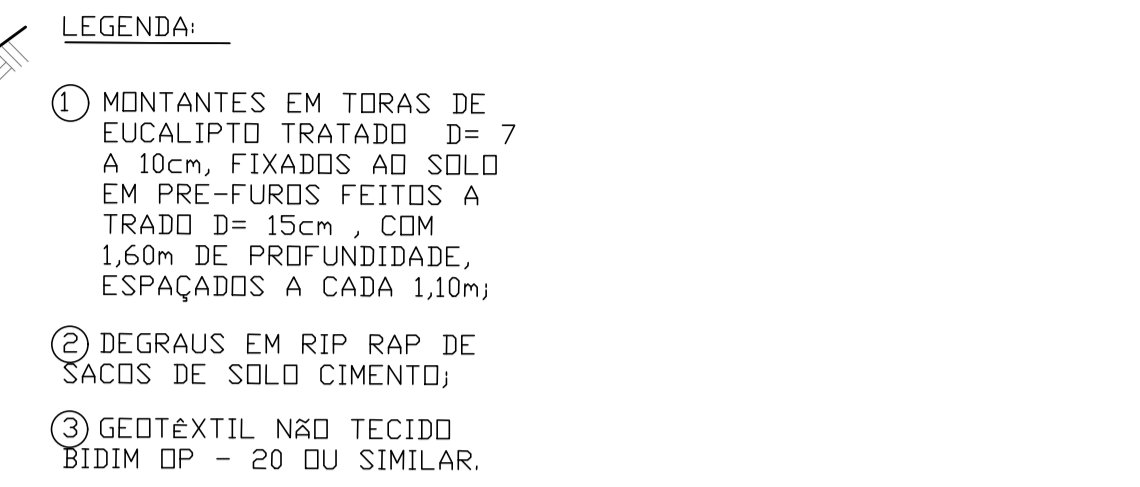 LEGENDA:
1 MONTANTES EM TORAS DE
EUCALIPTO TRATADO D= 7
A 10cm, FIXADOS AO SOLO
EM PRE-FUROS FEITOS A
TRADO D= 15cm , COM
1,60m DE PROFUNDIDADE,
ESPAÇADOS A CADA 1,10m;
2 DEGRAUS EM RIP RAP DE
SACOS DE SOLO CIMENTO;
3 GEOTÊXTIL NÃO TECIDO
BIDIM OP - 20 OU SIMILAR.